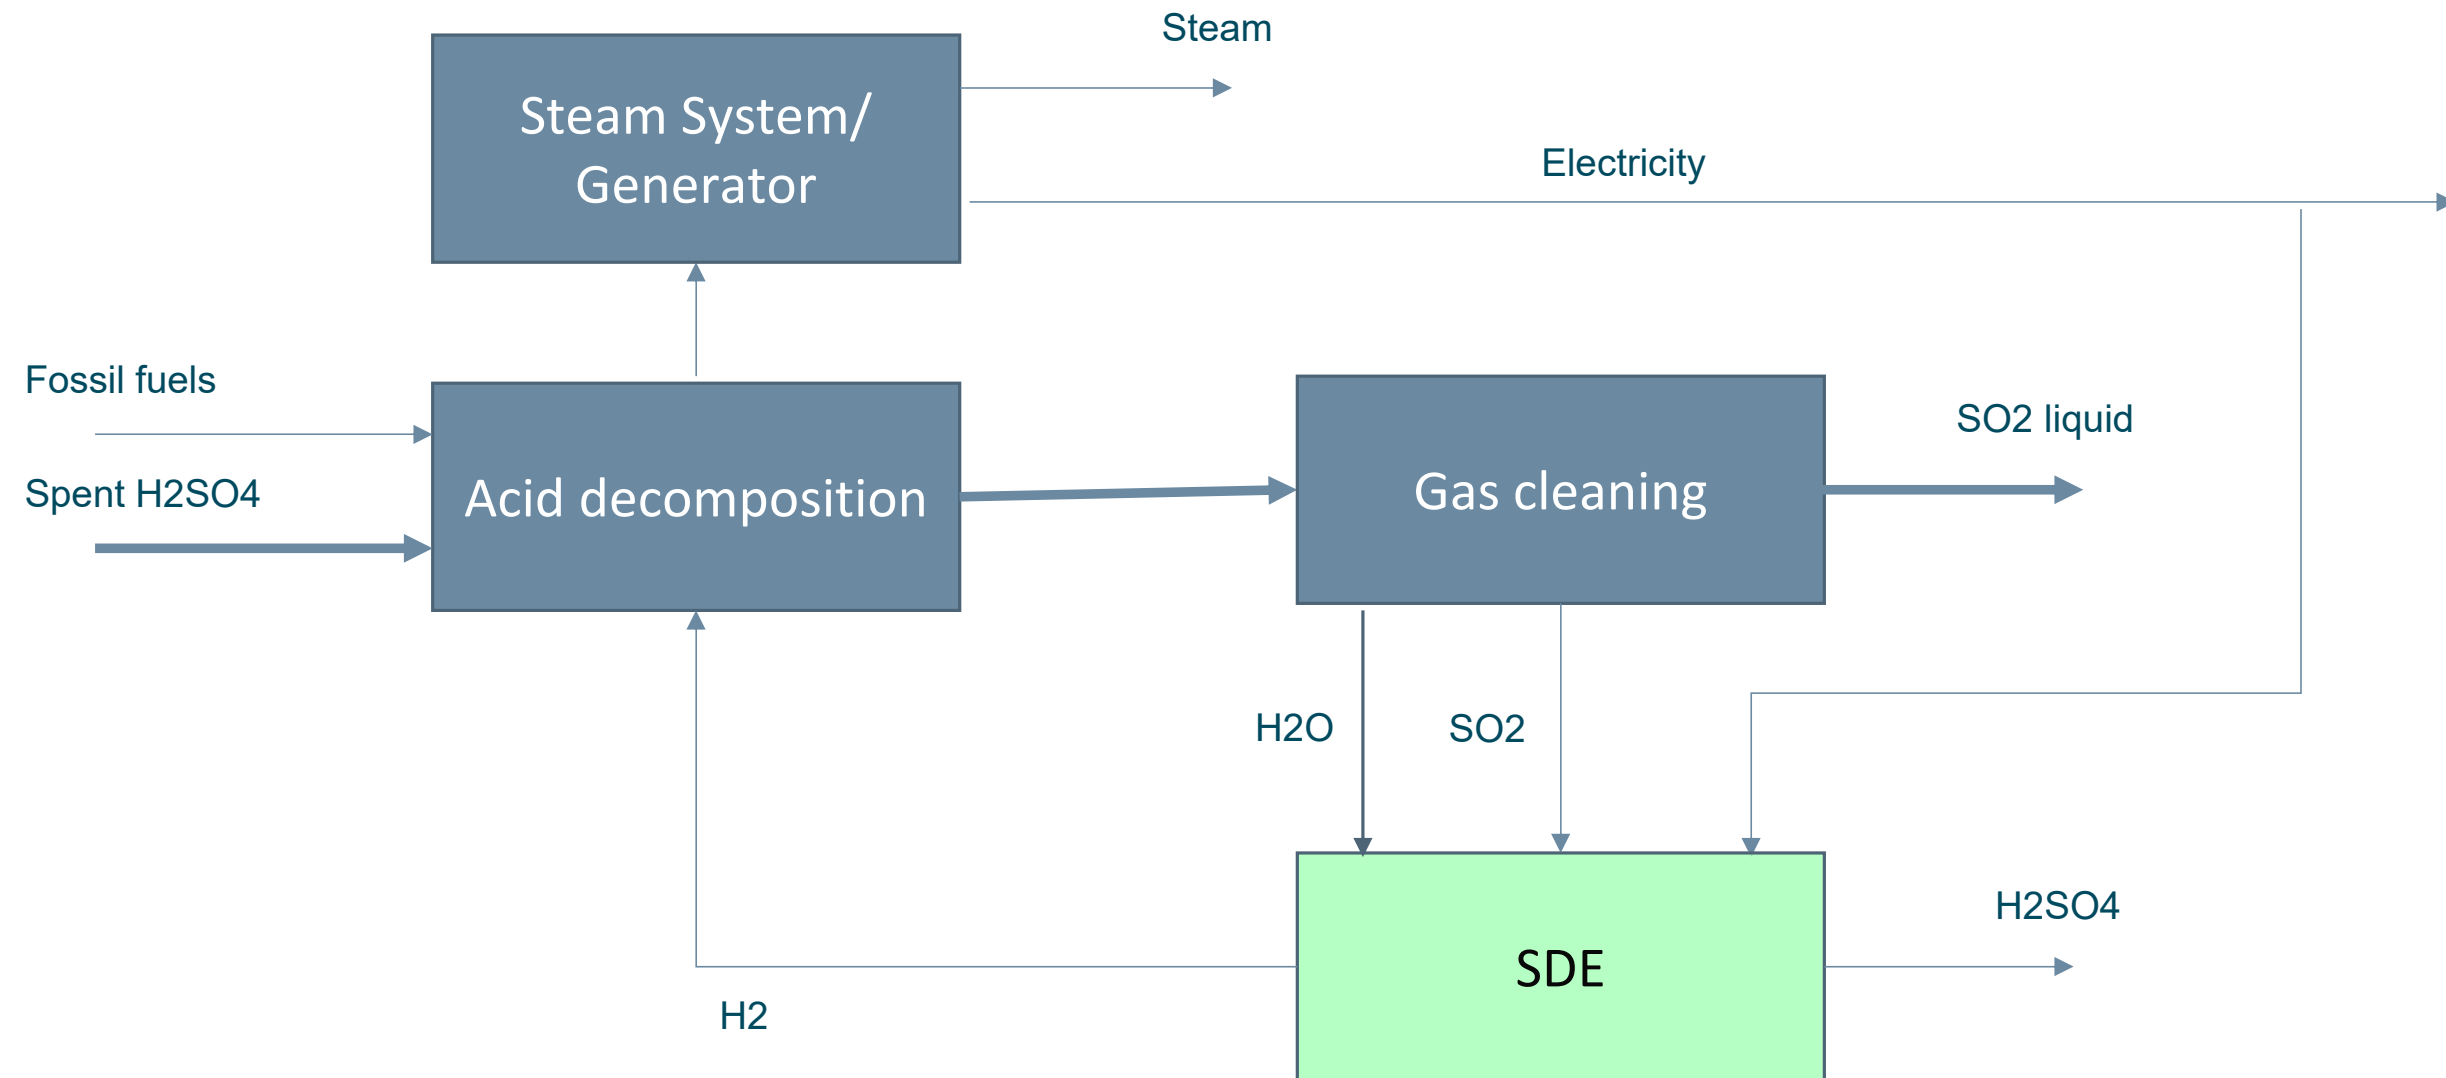 Steam
Steam System/
Generator
Electricity
Fossil fuels
SO2 liquid
Spent H2SO4
Acid decomposition
Gas cleaning
H2O
SO2
H2SO4
SDE
H2